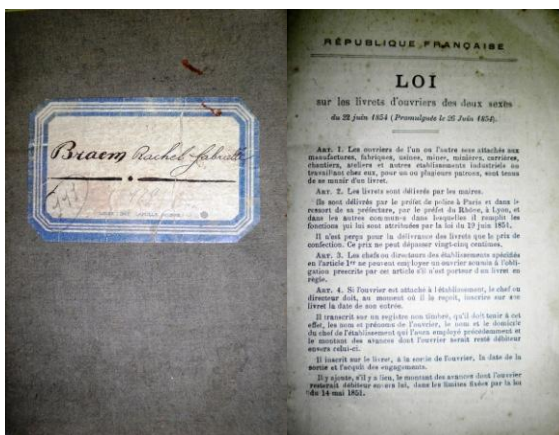 Braem Rachel Gabrielle
RÉPUBLIQUE FRANÇAISE
LOI
sur les livrets d'ouvriers des deux sexes
du 22 juin 1854 (Promulguée le 26 Juin 1854).
ART. 1. Les ouvriers de l'un ou l'autre sexe attachés aux
manufactures, fabriques, usines, mines, minières, carrières,
chantiers, ateliers et autres établissements industriels ou
travaillant chez eux, pour un ou plusieurs patrons, sont tenus
de se munir d'un livret.
ART. 2. Les livrets sont délivrés par les maires.
Ils sont délivrés par le préfet de police à Paris et dans le
ressort de sa préfecture, par le préfet du Rhône, à Lyon, et
dans les autres communes dans lesquelles il remplit les
fonctions qui lui sont attribuées par la loi du 19 juin 1851.
Il n'est perçu pour la délivrance des livrets que le prix de
confection. Ce prix ne peut dépasser vingt-cinq centimes.
ART. 3. Les chefs ou directeurs des établissements spécifiés
en l'article 1er ne peuvent employer un ouvrier soumis à l'obli-
gation prescrite par cet article s'il n'est porteur d'un livret en
règle.
ART. 4. Si l'ouvrier est attaché à l'établissement, le chef ou
directeur doit, au moment où il le reçoit, inscrire sur son
livret la date de son entrée.
Il transcrit sur un registre non timbré, qu'il doit tenir à cet
effet, les nom et prénoms de l'ouvrier, le nom et le domicile
du chef de l'établissement qui l'aura employé précédemment et
le montant des avances dont l'ouvrier serait resté débiteur
envers celui-ci.
Il inscrit sur le livret, à la sortie de l'ouvrier, la date de la
sortie et l'acquit des engagements.
Il y ajoute, s'il y a lieu, le montant des avances dont l'ouvrier
resterait débiteur envers lui, dans les limites fixées par la loi
du 14 mai 1851.